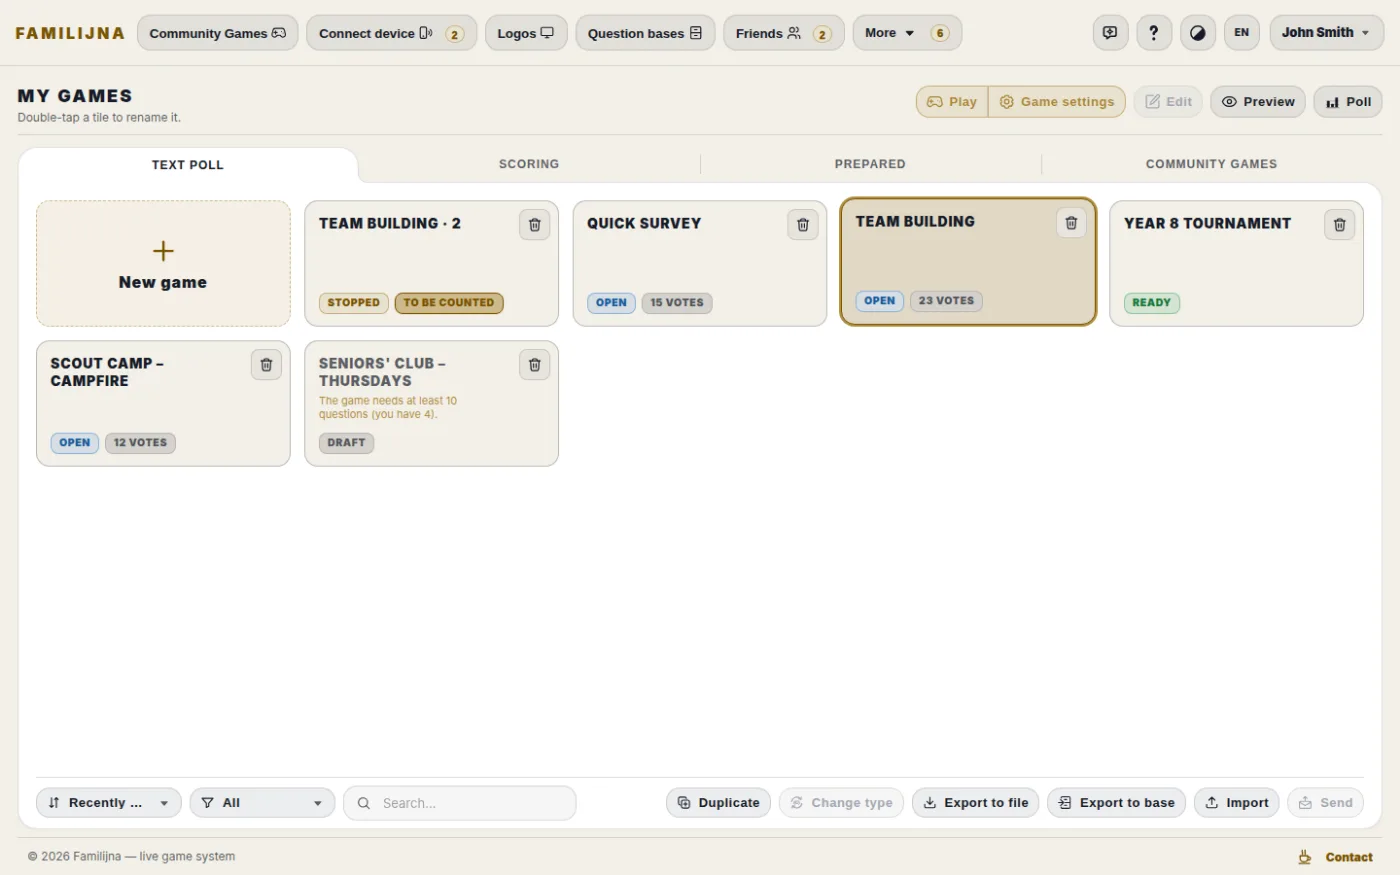 FAMILIJNA
Community Games
Connect device 2
Logos
Question bases
Friends 2
More 6
?
EN
John Smith
MY GAMES
Double-tap a tile to rename it.
Play
Game settings
Edit
Preview
Poll
TEXT POLL
SCORING
PREPARED
COMMUNITY GAMES
New game
TEAM BUILDING · 2
STOPPED
TO BE COUNTED
QUICK SURVEY
OPEN
15 VOTES
TEAM BUILDING
OPEN
23 VOTES
YEAR 8 TOURNAMENT
READY
SCOUT CAMP –
CAMPFIRE
OPEN
12 VOTES
SENIORS' CLUB –
THURSDAYS
The game needs at least 10
questions (you have 4).
DRAFT
Recently ...
All
Search...
Duplicate
Change type
Export to file
Export to base
Import
Send
© 2026 Familijna — live game system
Contact